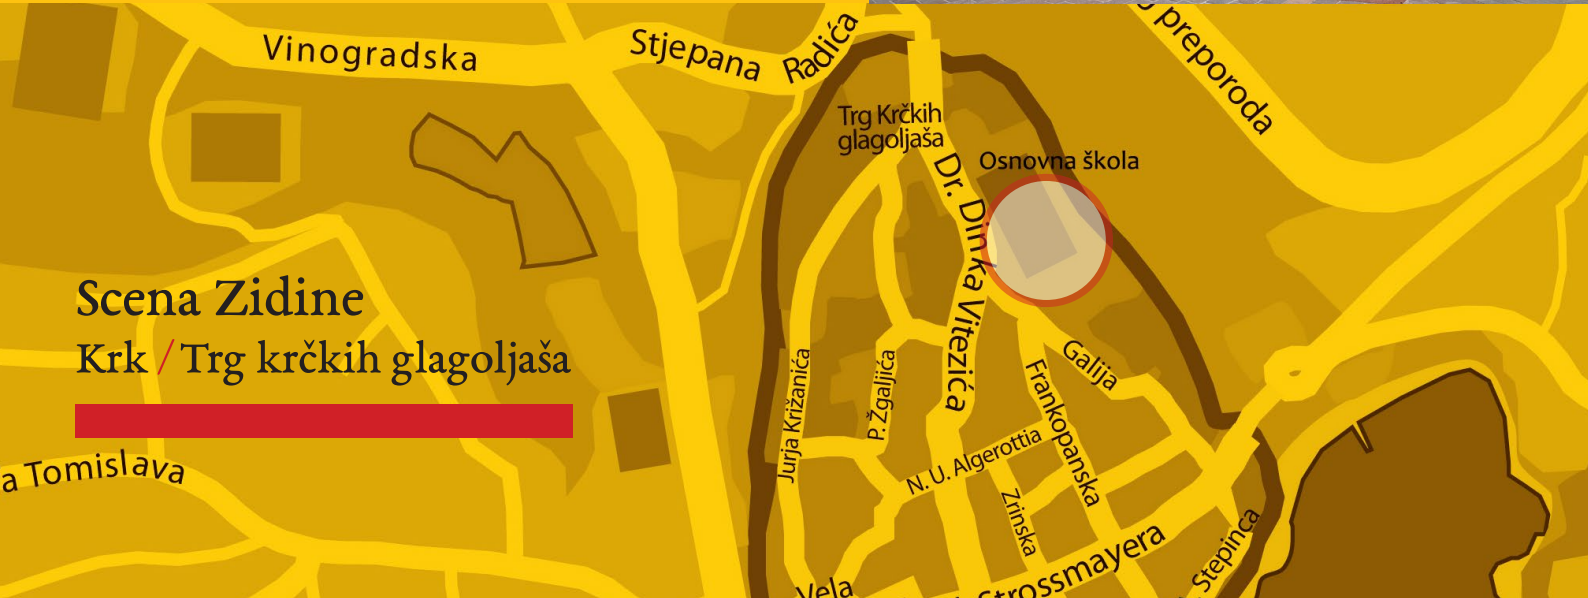 Vinogradska
Stjepana
Radića
preporoda
Trg Krčkih
glagoljaša
Osnovna škola
Dr. Dinka Vitezića
Scena Zidine
Krk / Trg krčkih glagoljaša
a Tomislava
Jurja Križanića
P. Žgaljića
Galija
Frankopanska
N. U. Algerottia
Zrinska
Strossmayera
Stepinca
Vela